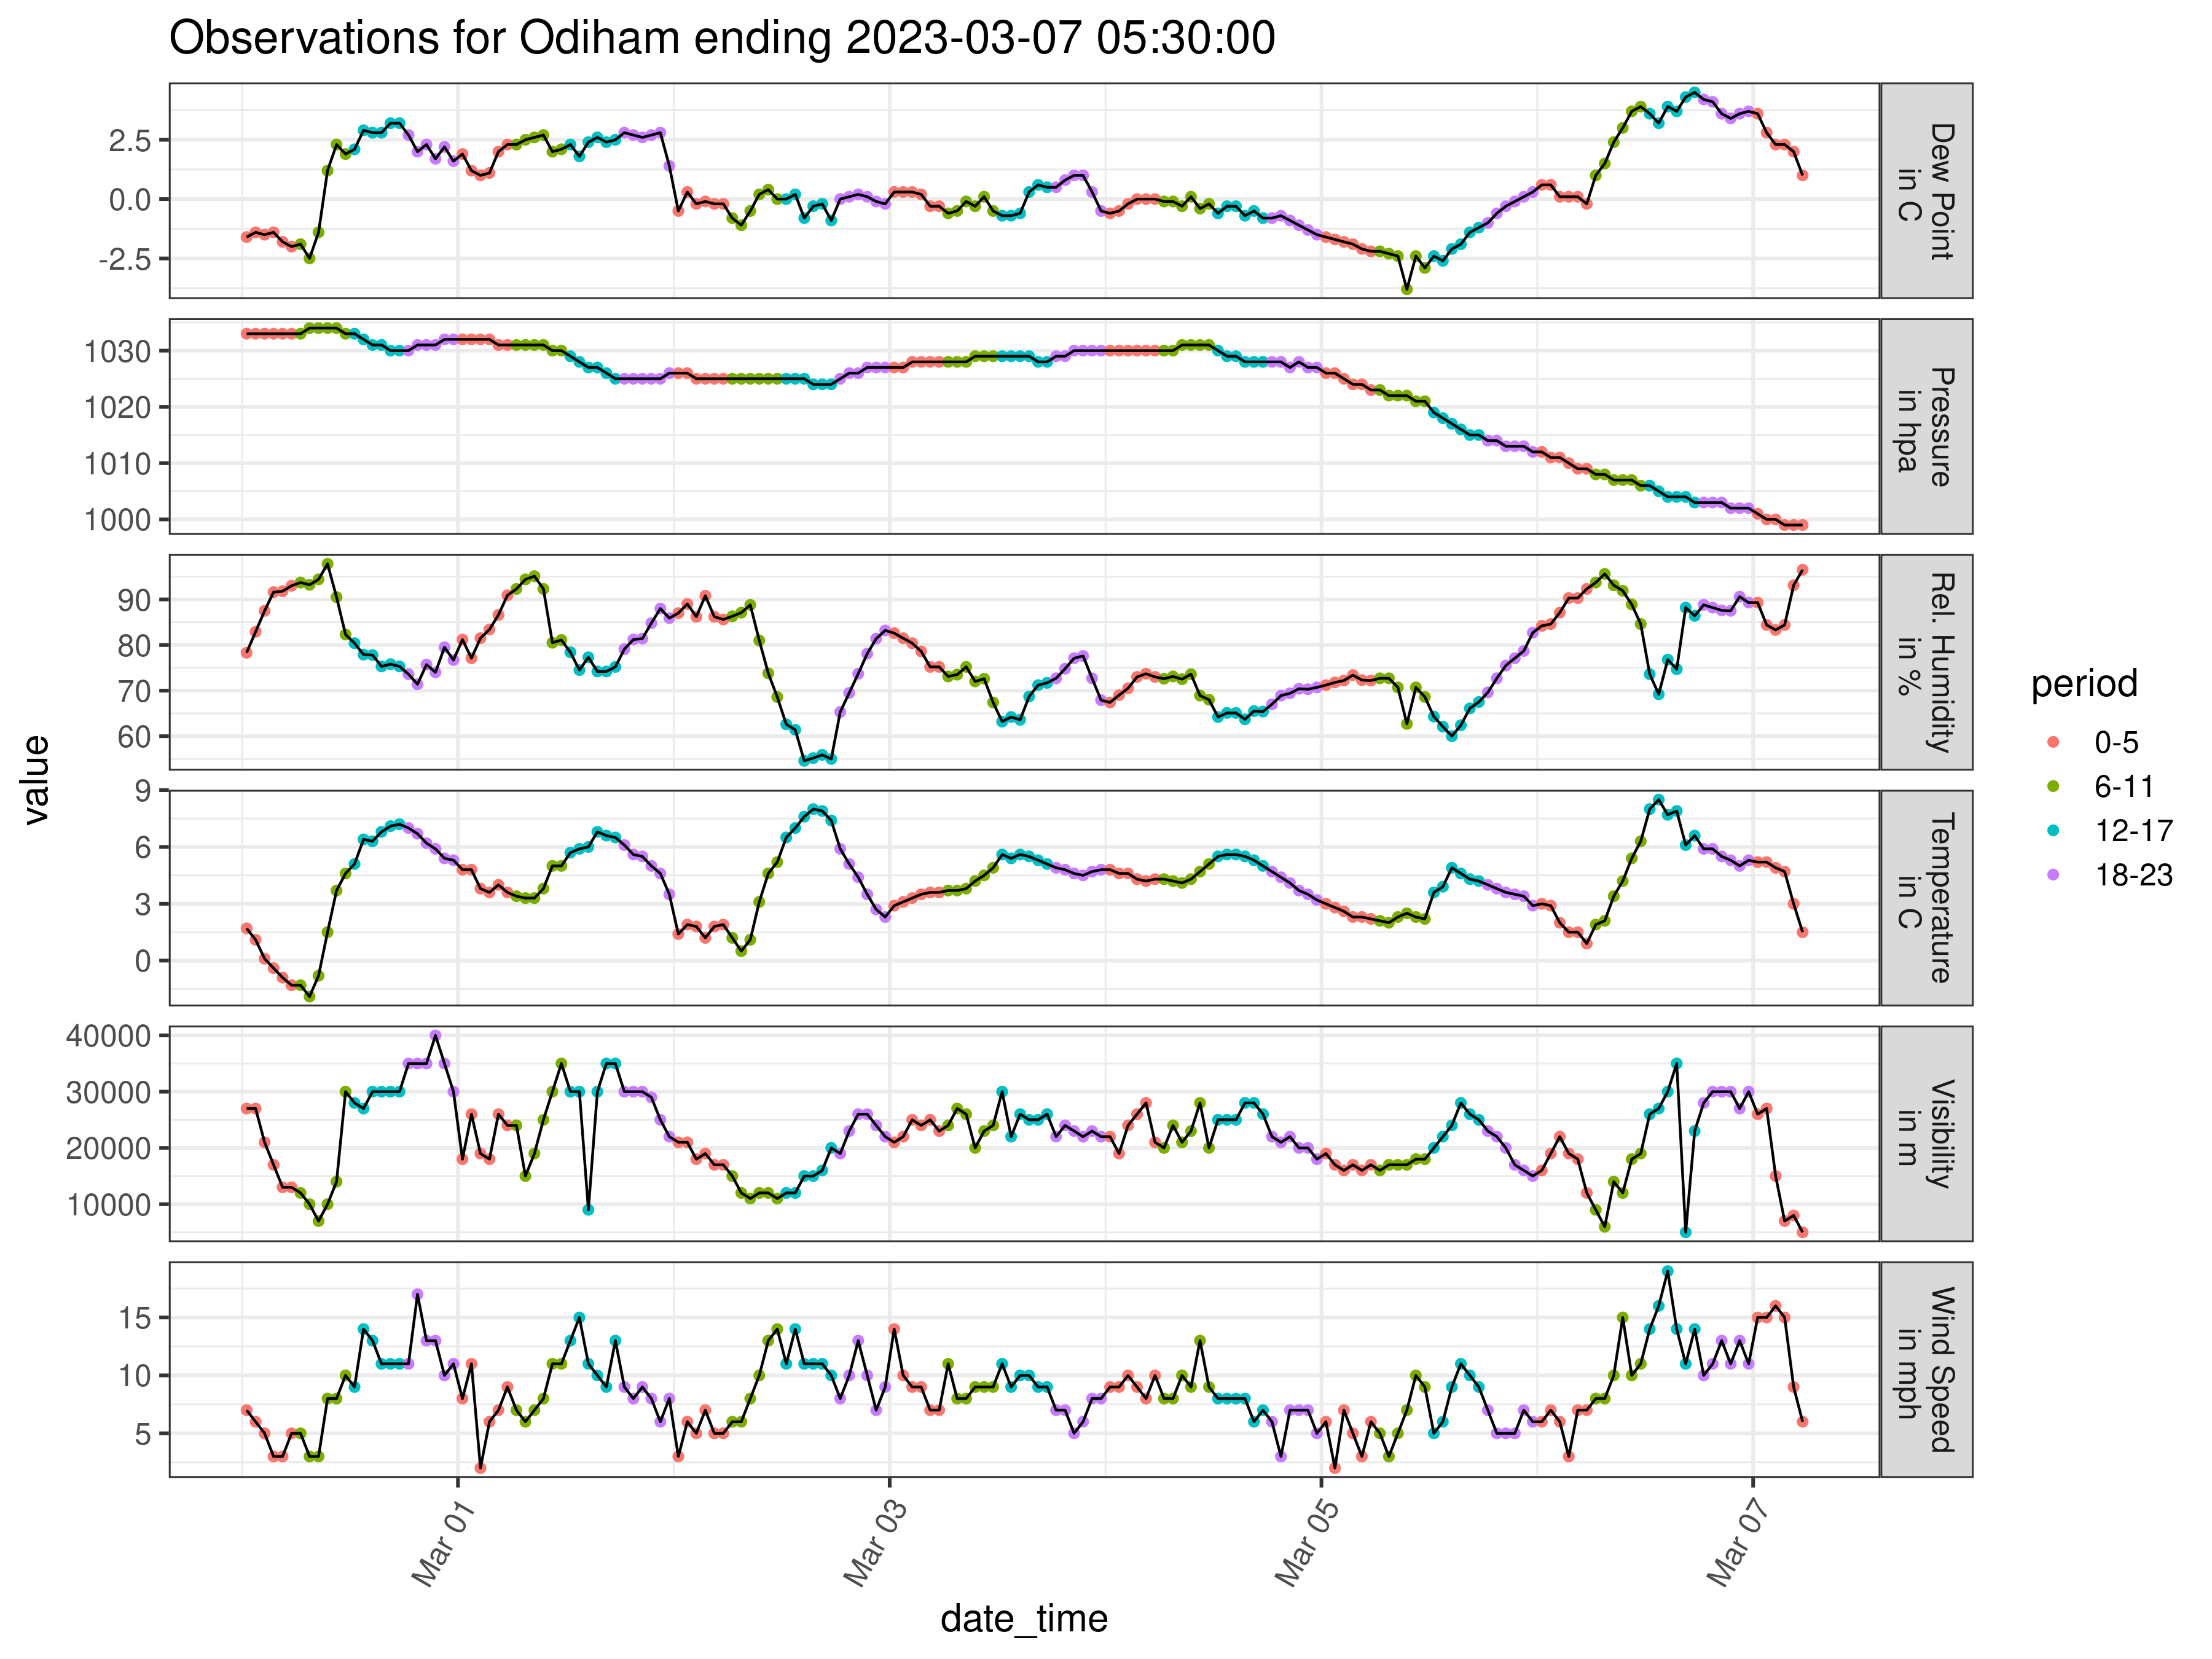 Observations for Odiham ending 2023-03-07 05:30:00
value
2.5
0.0
-2.5
Dew Point
in C
1030
1020
1010
1000
Pressure
in hpa
90
80
70
60
Rel. Humidity
in %
9
6
3
0
Temperature
in C
40000
30000
20000
10000
Visibility
in m
15
10
5
Wind Speed
in mph
Mar 01
Mar 03
Mar 05
Mar 07
date_time
period
0-5
6-11
12-17
18-23